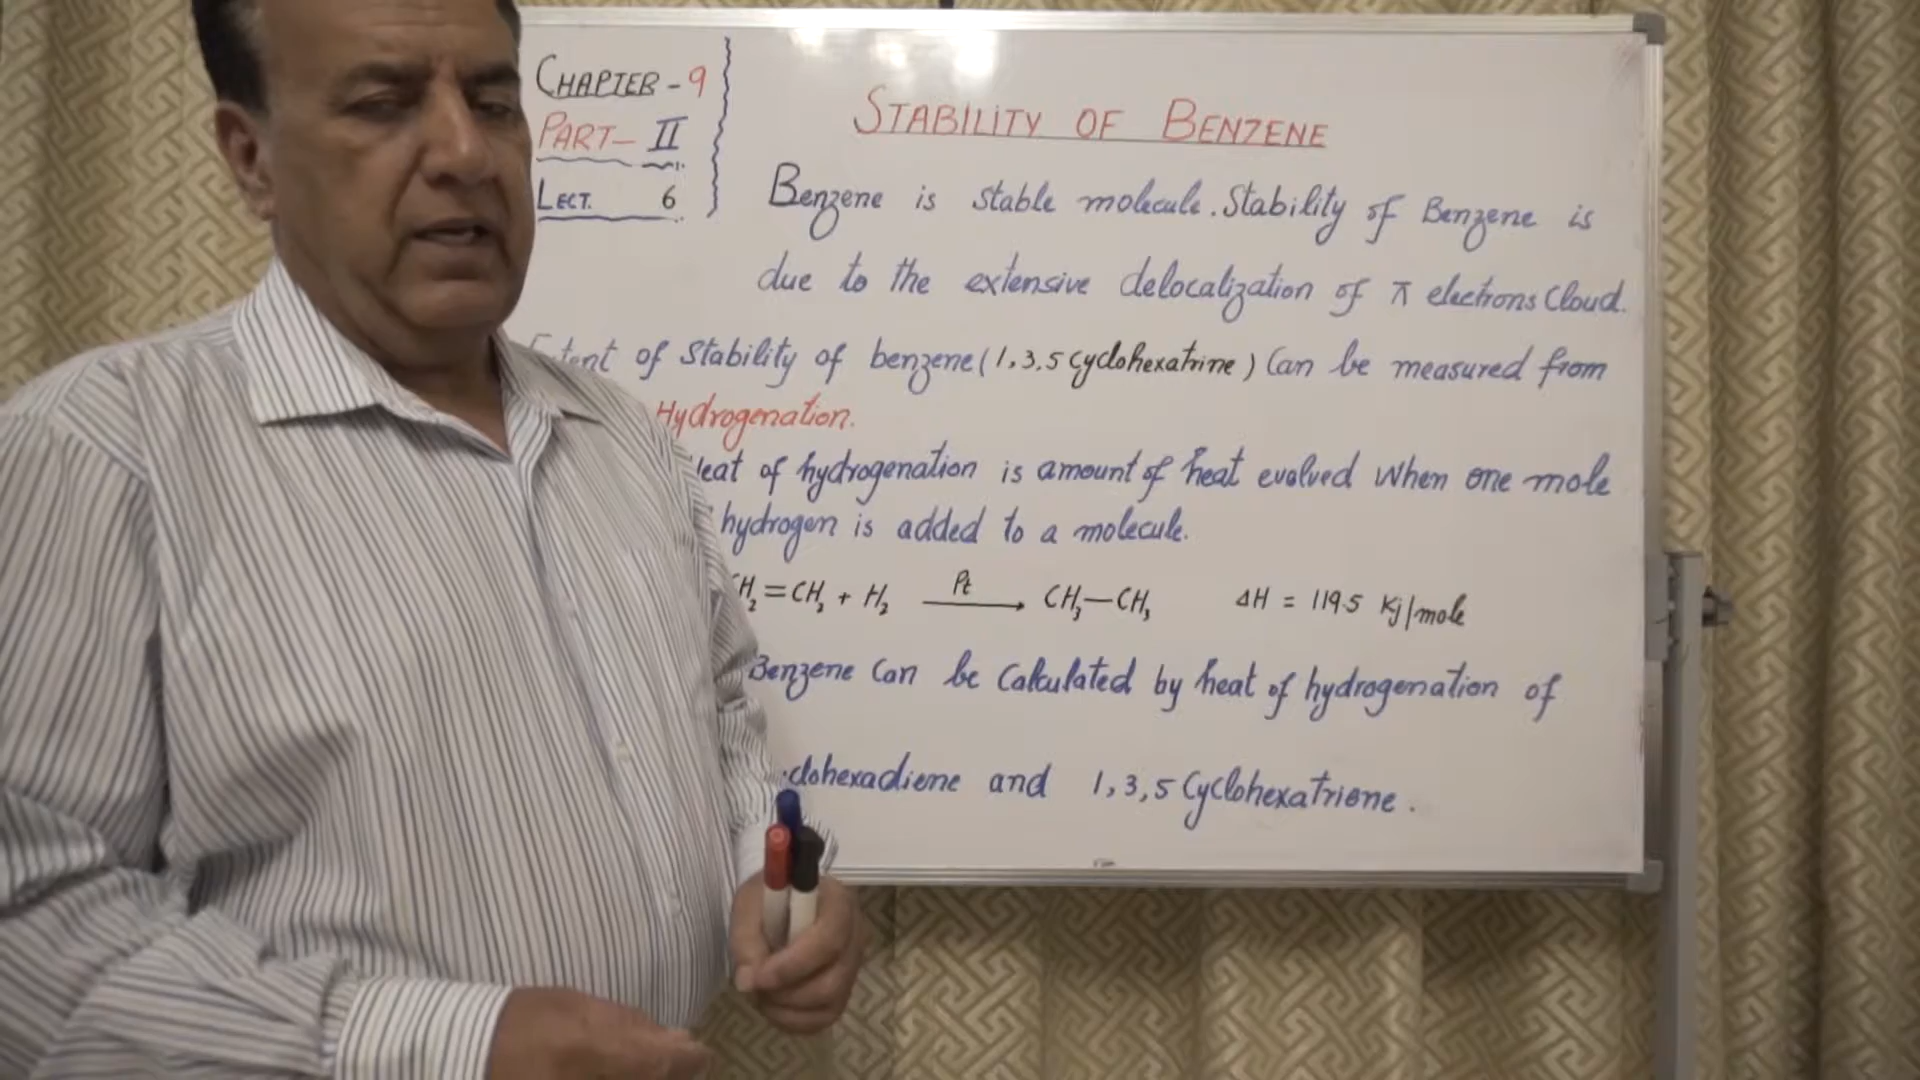 CHAPTER - 9
PART - II
LECT. 6
STABILITY OF BENZENE
Benzene is stable molecule. Stability of Benzene is
due to the extensive delocalization of π electrons Cloud.
of Stability of benzene (1,3,5 Cyclohexatrine) Can be measured from
Hydrogenation.
of hydrogenation is amount of heat evolved when one mole
hydrogen is added to a molecule.
=CH₂ + H₂ Pt CH₃—CH₃ ΔH = 119.5 Kj/mole
Benzene Can be Calculated by heat of hydrogenation of
and 1,3,5 Cyclohexatriene.